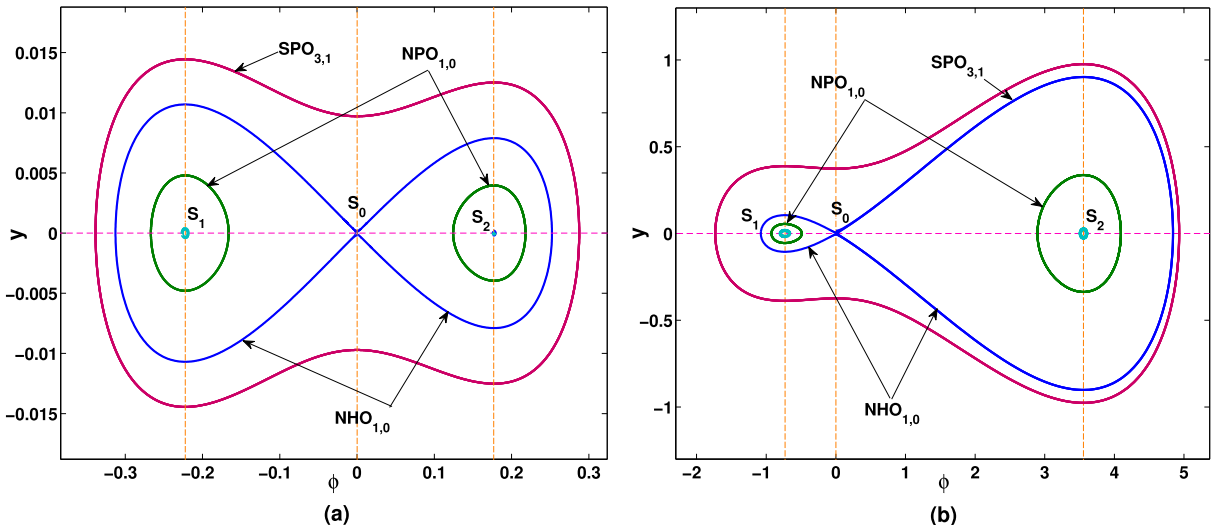 0.015
0.01
0.005
0
−0.005
−0.01
−0.015
y
SPO3,1
NPO1,0
S0
S1
S2
NHO1,0
−0.3 −0.2 −0.1 0 0.1 0.2 0.3
ϕ
(a)
1
0.5
0
−0.5
−1
y
SPO3,1
NPO1,0
S1 S0
S2
NHO1,0
−2 −1 0 1 2 3 4 5
ϕ
(b)